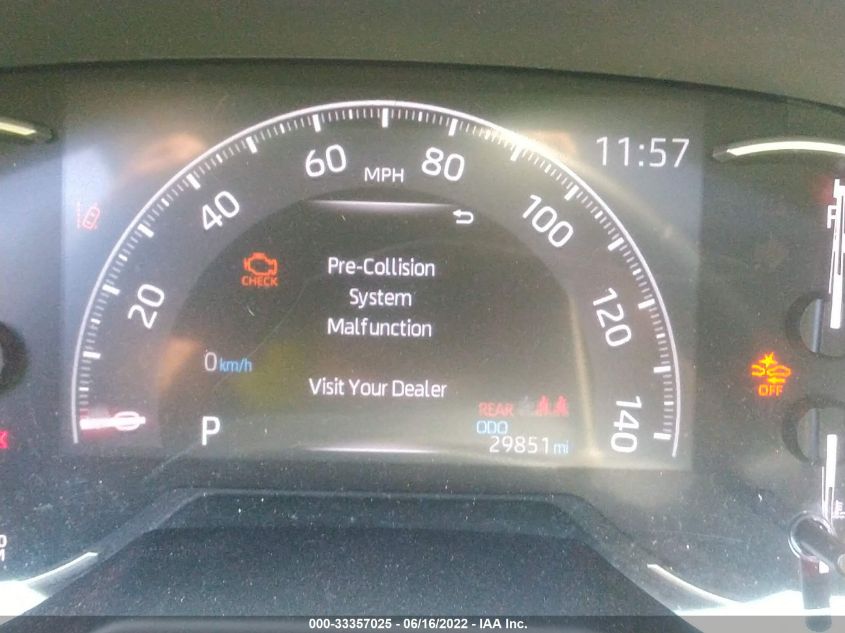 11:57
60
MPH
80
40
100
CHECK
Pre-Collision
System
Malfunction
20
120
0 km/h
Visit Your Dealer
OFF
0
P
REAR
ODO
29851 mi
140
000-33357025 - 06/16/2022 - IAA Inc.